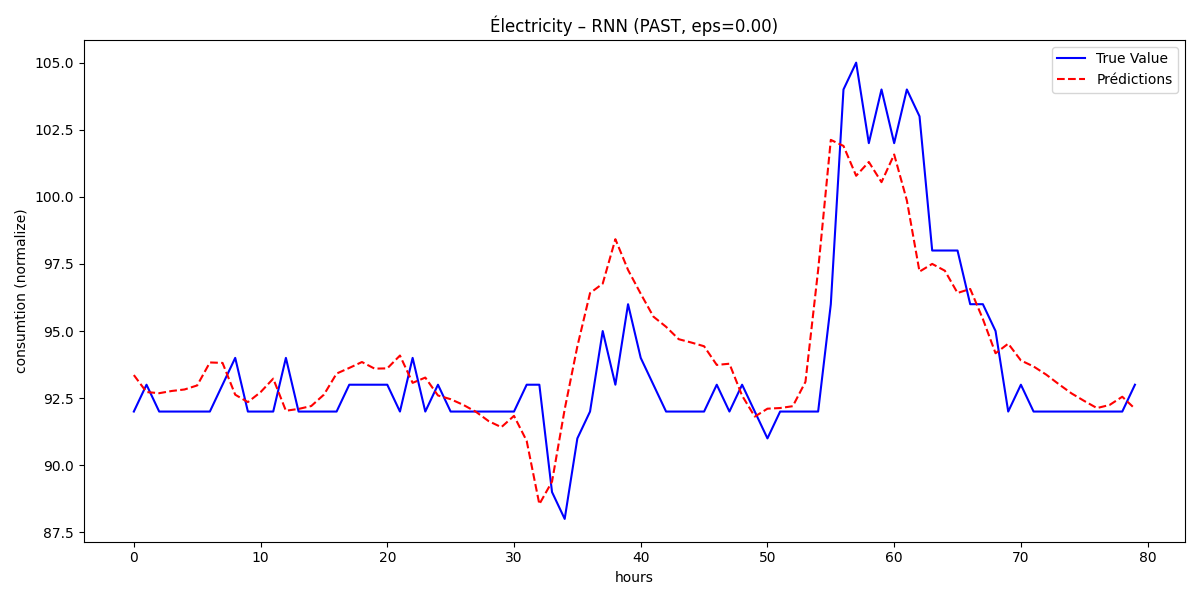 Électricity – RNN (PAST, eps=0.00)
True Value
Prédictions
105.0
102.5
100.0
97.5
95.0
92.5
90.0
87.5
consumtion (normalize)
0 10 20 30 40 50 60 70 80
hours